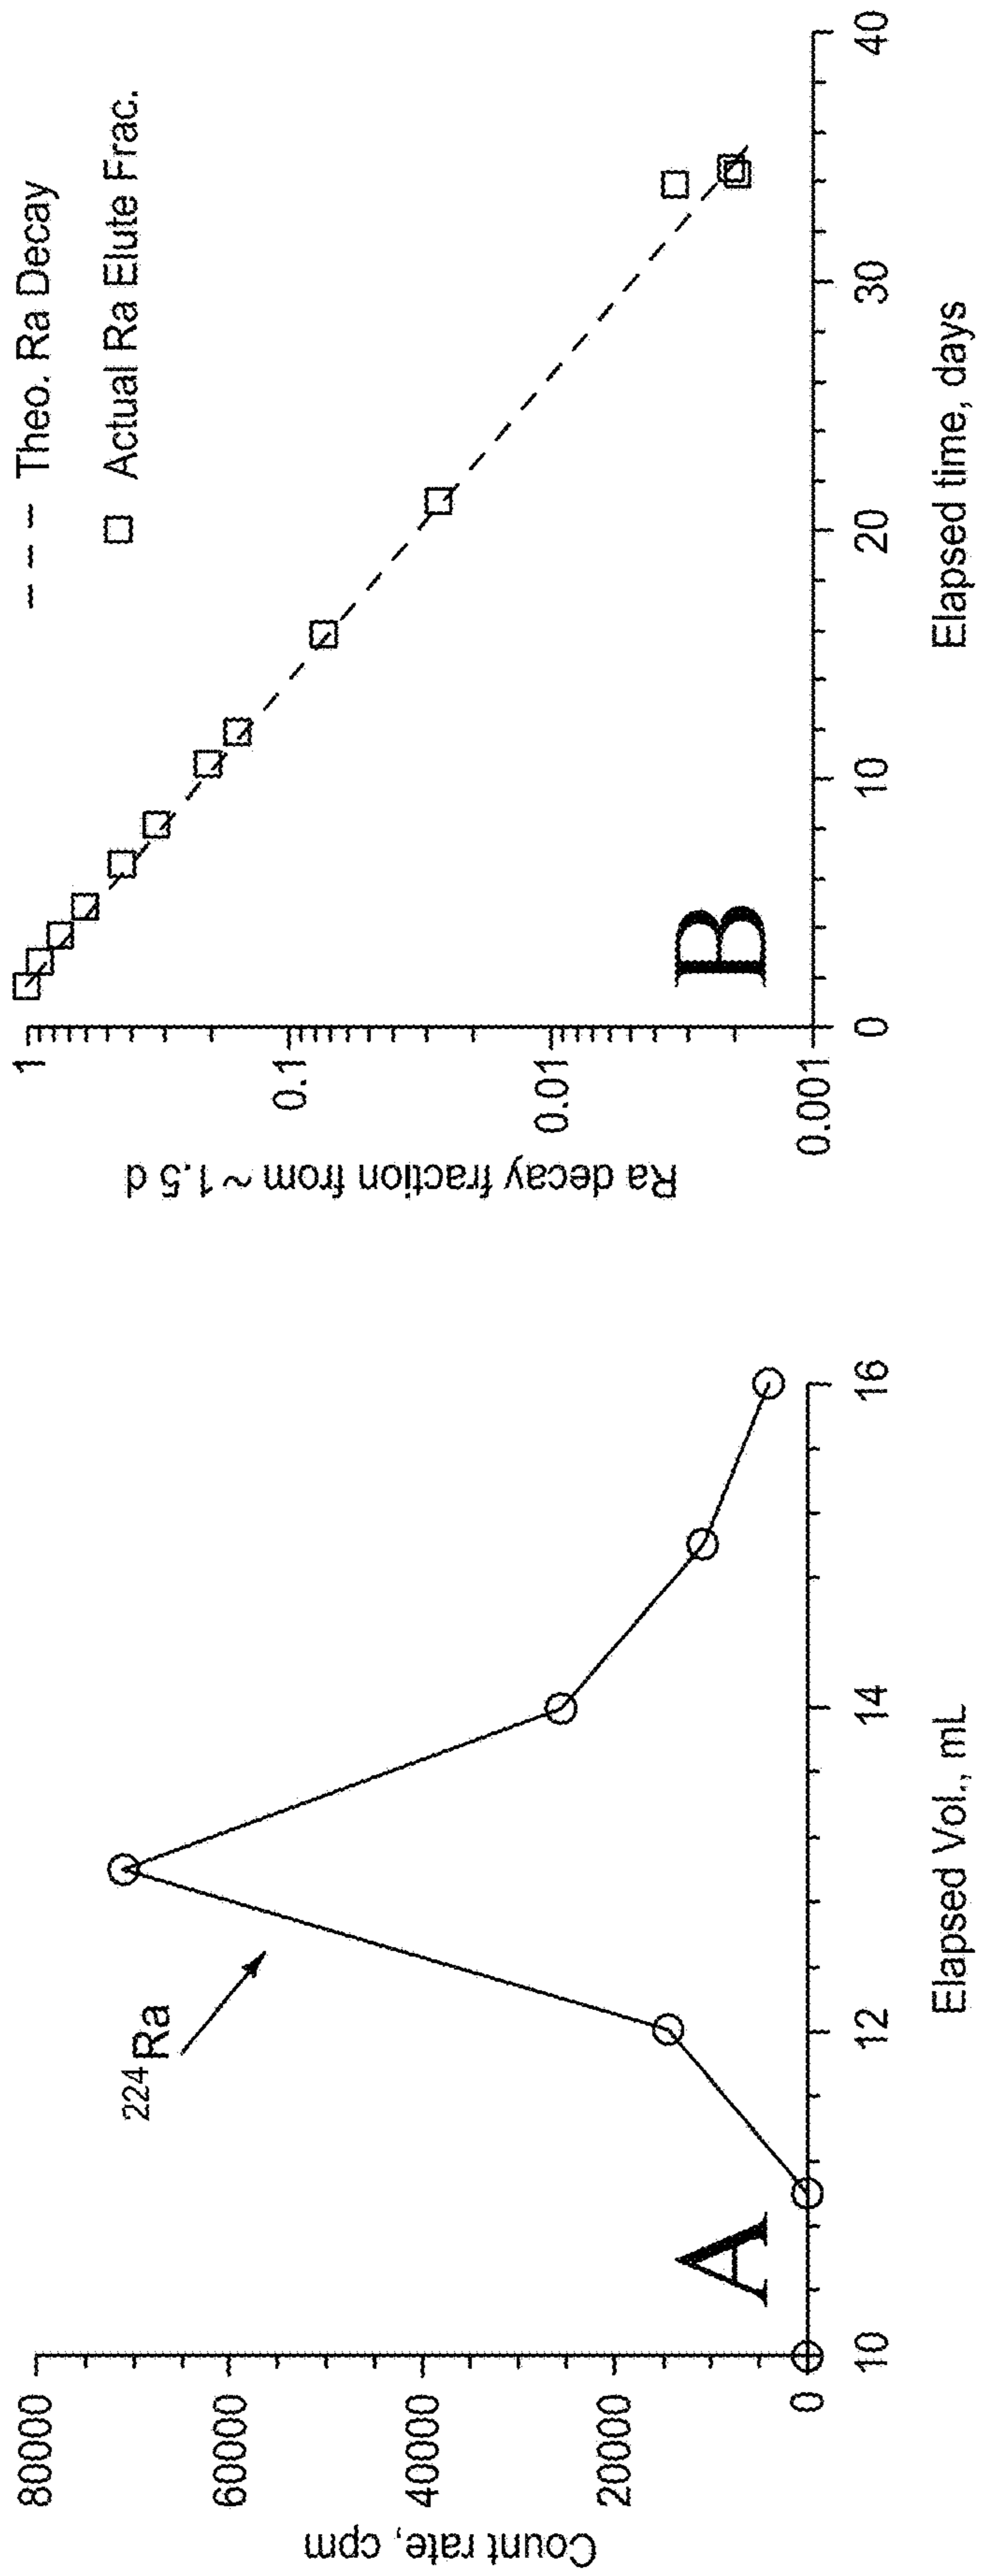 80000
60000
40000
20000
0
Count rate, cpm
²²⁴Ra
A
10
12
14
16
Elapsed Vol., mL
1
0.1
0.01
0.001
Ra decay fraction from ~ 1.5 d
Theo. Ra Decay
Actual Ra Elute Frac.
B
0
10
20
30
40
Elapsed time, days